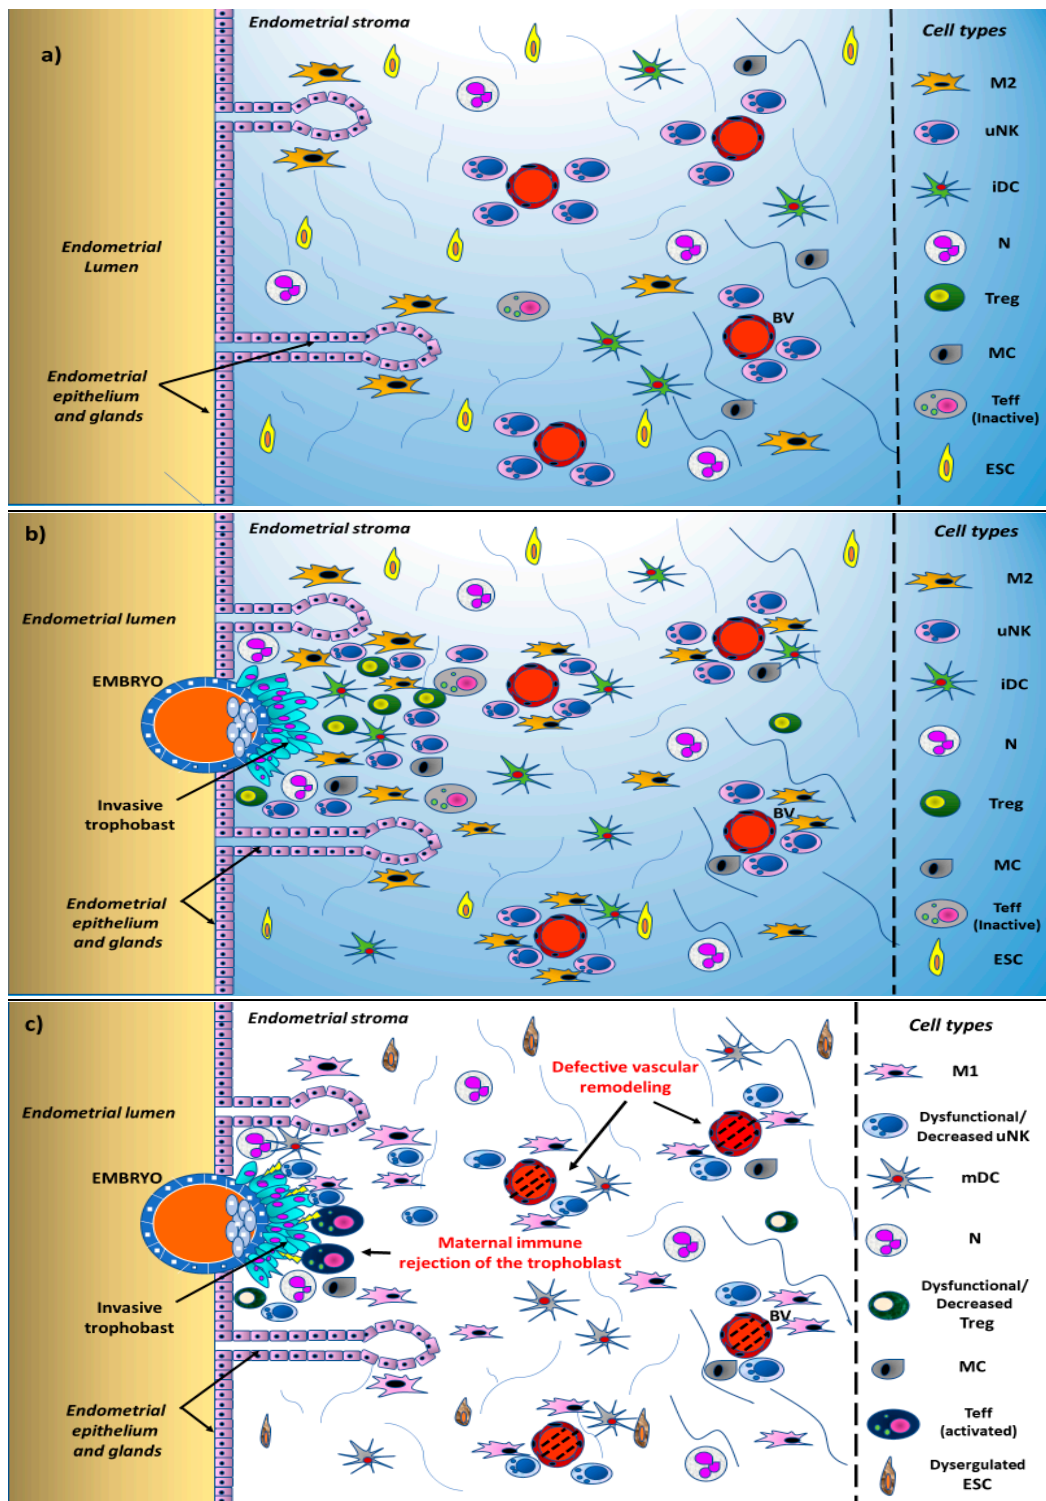 a)
Endometrial stroma
Cell types
M2
uNK
iDC
N
Treg
MC
Teff
(Inactive)
ESC
Endometrial
Lumen
BV
Endometrial
epithelium
and glands
b)
Endometrial stroma
Cell types
M2
uNK
iDC
N
Treg
MC
Teff
(Inactive)
ESC
Endometrial lumen
EMBRYO
Invasive
trophobast
BV
Endometrial
epithelium
and glands
c)
Endometrial stroma
Cell types
M1
Dysfunctional/
Decreased uNK
mDC
N
Dysfunctional/
Decreased
Treg
MC
Teff
(activated)
Dysergulated
ESC
Defective vascular
remodeling
Endometrial lumen
EMBRYO
Maternal immune
rejection of the trophoblast
Invasive
trophobast
BV
Endometrial
epithelium
and glands